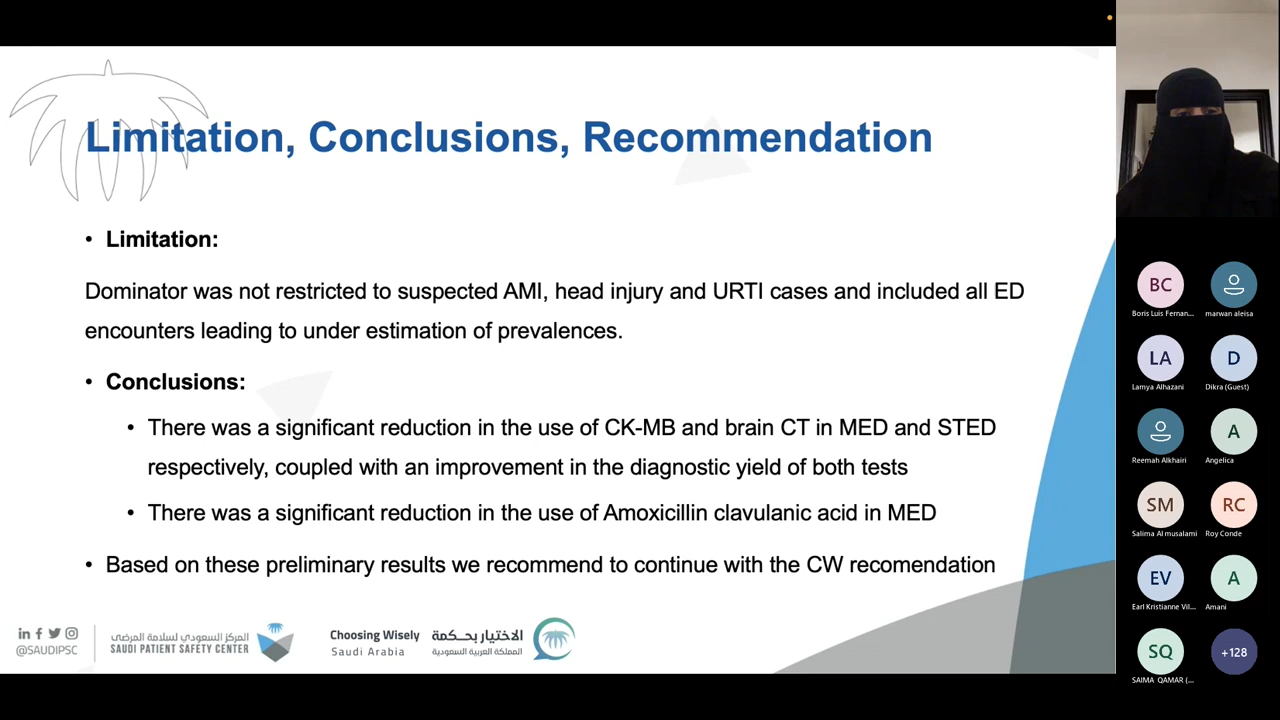 Limitation, Conclusions, Recommendation
• Limitation:
Dominator was not restricted to suspected AMI, head injury and URTI cases and included all ED
encounters leading to under estimation of prevalences.
• Conclusions:
• There was a significant reduction in the use of CK-MB and brain CT in MED and STED
respectively, coupled with an improvement in the diagnostic yield of both tests
• There was a significant reduction in the use of Amoxicillin clavulanic acid in MED
• Based on these preliminary results we recommend to continue with the CW recomendation
@SAUDIPSC
المركز السعودي لسلامة المرضى
SAUDI PATIENT SAFETY CENTER
Choosing Wisely
Saudi Arabia
الاختيار بحكمة
المملكة العربية السعودية
BC
Boris Luis Fernan...
marwan aleisa
LA
Lamya Alhazani
D
Dikra (Guest)
Reemah Alkhairi
A
Angelica
SM
Salima Al musalami
RC
Roy Conde
EV
Earl Kristianne Vil...
A
Amani
SQ
SAIMA QAMAR (...
+128